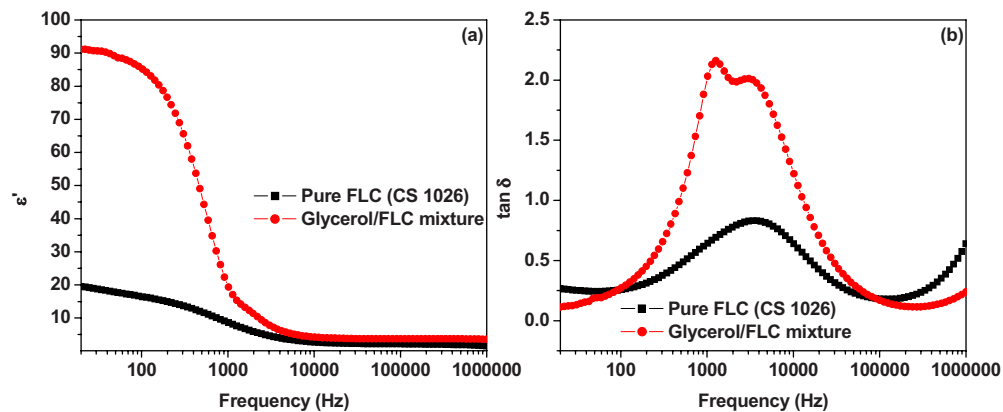 (a)
100
90
80
70
60
50
40
30
20
10
ε'
Pure FLC (CS 1026)
Glycerol/FLC mixture
100 1000 10000 100000 1000000
Frequency (Hz)
(b)
2.5
2.0
1.5
1.0
0.5
0.0
tan δ
Pure FLC (CS 1026)
Glycerol/FLC mixture
100 1000 10000 100000 1000000
Frequency (Hz)